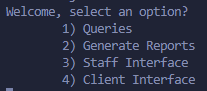 Welcome, select an option?
1) Queries
2) Generate Reports
3) Staff Interface
4) Client Interface